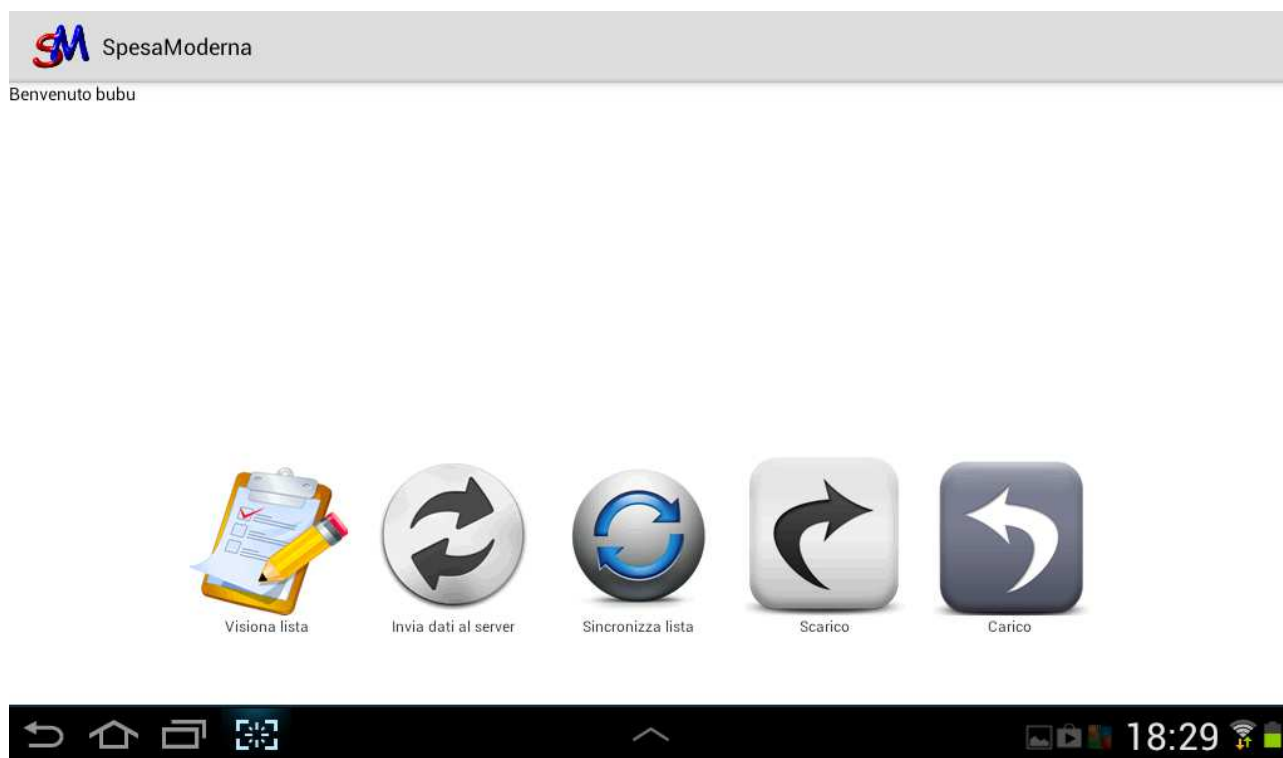 SM SpesaModerna
Benvenuto bubu
Visiona lista Invia dati al server Sincronizza lista Scarico Carico
18:29